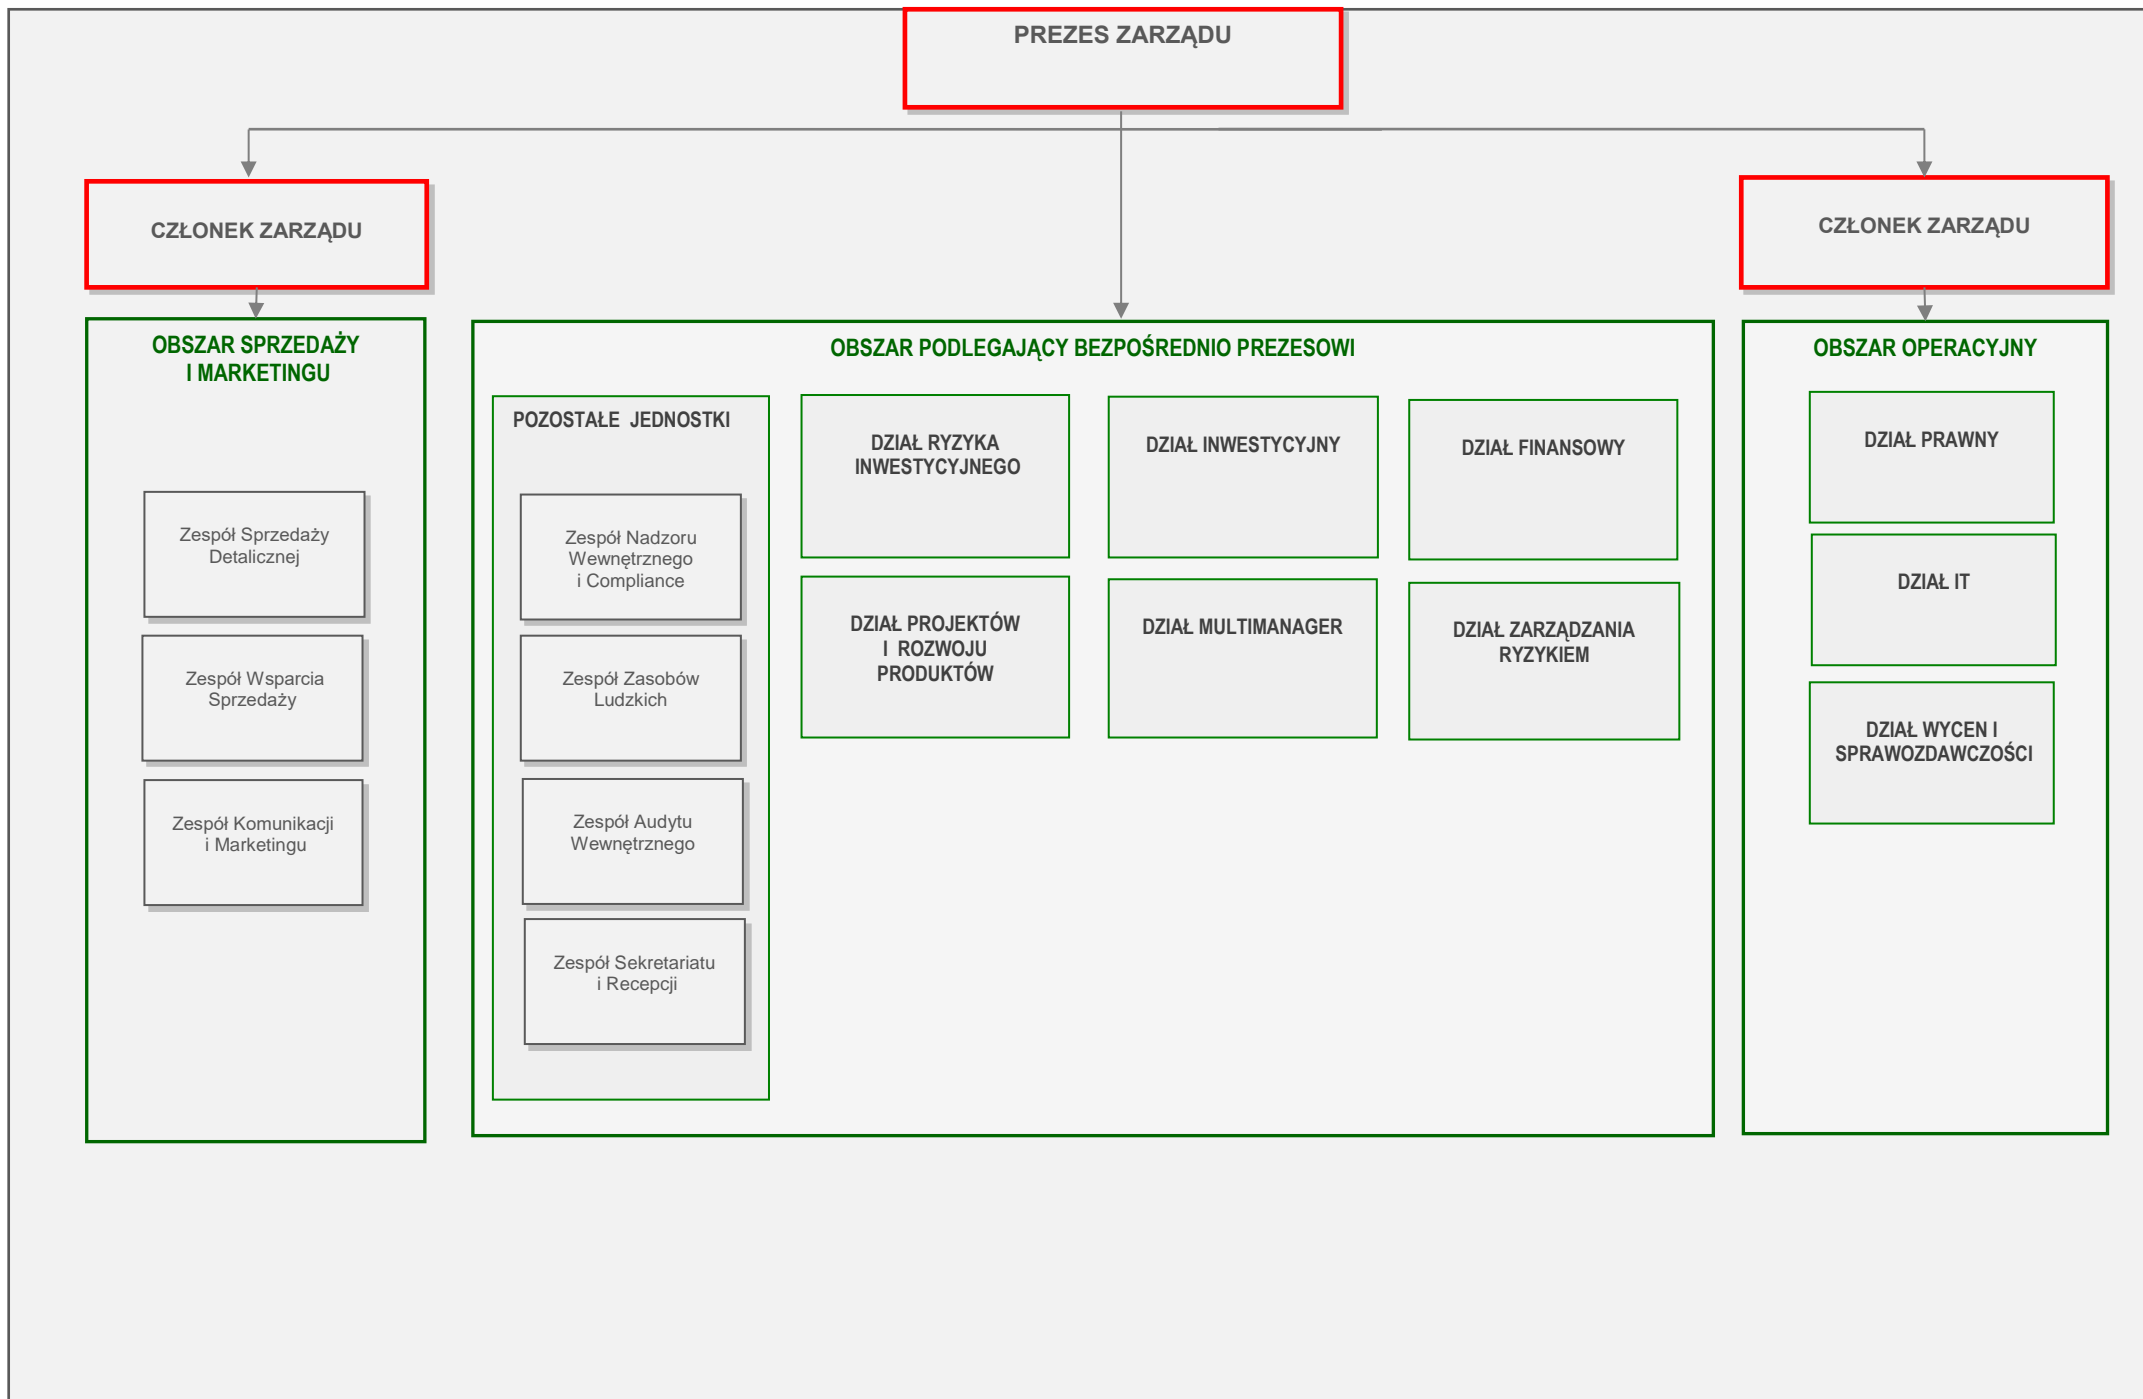 PREZES ZARZĄDU
CZŁONEK ZARZĄDU
CZŁONEK ZARZĄDU
OBSZAR SPRZEDAŻY
I MARKETINGU
Zespół Sprzedaży
Detalicznej
Zespół Wsparcia
Sprzedaży
Zespół Komunikacji
i Marketingu
OBSZAR PODLEGAJĄCY BEZPOŚREDNIO PREZESOWI
POZOSTAŁE JEDNOSTKI
Zespół Nadzoru
Wewnętrznego
i Compliance
Zespół Zasobów
Ludzkich
Zespół Audytu
Wewnętrznego
Zespół Sekretariatu
i Recepcji
DZIAŁ RYZYKA
INWESTYCYJNEGO
DZIAŁ INWESTYCYJNY
DZIAŁ FINANSOWY
DZIAŁ PROJEKTÓW
I ROZWOJU
PRODUKTÓW
DZIAŁ MULTIMANAGER
DZIAŁ ZARZĄDZANIA
RYZYKIEM
OBSZAR OPERACYJNY
DZIAŁ PRAWNY
DZIAŁ IT
DZIAŁ WYCEN I
SPRAWOZDAWCZOŚCI